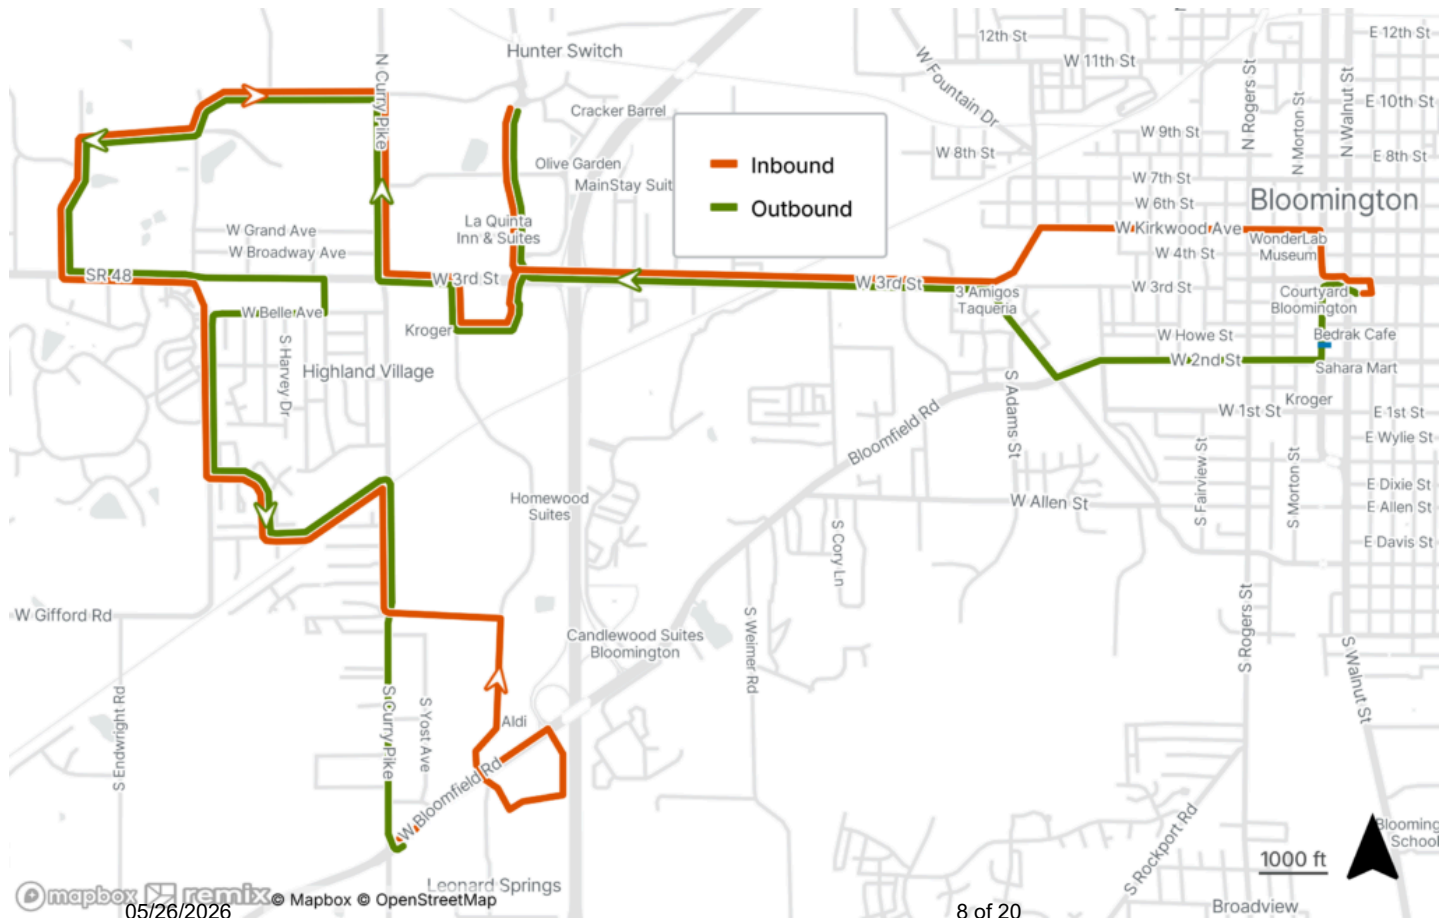 Hunter Switch
12th St
E 12th St
W 11th St
W Fountain Dr
N Curry Pike
N Rogers St
N Morton St
N Walnut St
Cracker Barrel
E 10th St
W 9th St
Olive Garden
W 8th St
E 8th St
Inbound
MainStay Suit
W 7th St
Outbound
W 6th St
Bloomington
La Quinta
Inn & Suites
W Grand Ave
W Kirkwood Ave
WonderLab
Museum
W Broadway Ave
W 4th St
SR 48
W 3rd St
W 3rd St
W 3rd St
3 Amigos
Taqueria
Courtyard
Bloomington
W Belle Ave
Kroger
W Howe St
Bedrak Cafe
S Harvey Dr
Highland Village
W 2nd St
Sahara Mart
S Adams St
Kroger
Bloomfield Rd
W 1st St
E 1st St
E Wylie St
S Fairview St
S Morton St
E Dixie St
Homewood
Suites
W Allen St
E Allen St
S Cory Ln
E Davis St
W Gifford Rd
S Weimer Rd
S Rogers St
Candlewood Suites
Bloomington
S Walnut St
S Endwright Rd
S Curry Pike
S Yost Ave
Aldi
W Bloomfield Rd
S Rockport Rd
Blooming
School
1000 ft
Leonard Springs
mapbox remix © Mapbox © OpenStreetMap
Broadview
05/26/2026
8 of 20